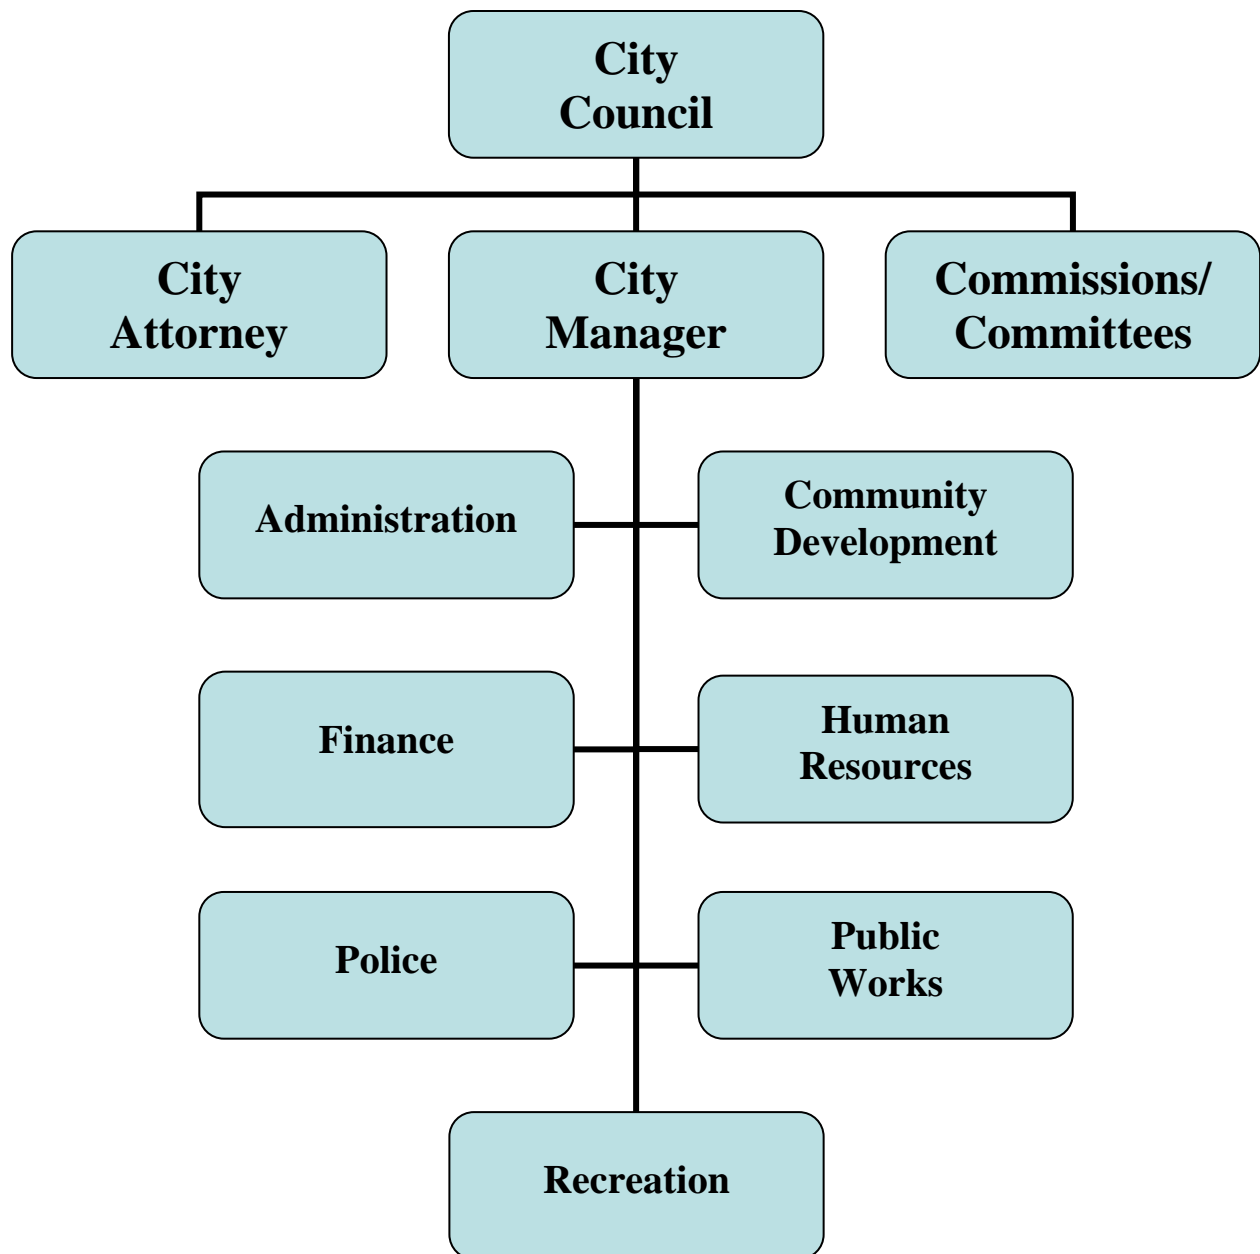 City
Council
City
Attorney
City
Manager
Commissions/
Committees
Administration
Community
Development
Finance
Human
Resources
Police
Public
Works
Recreation